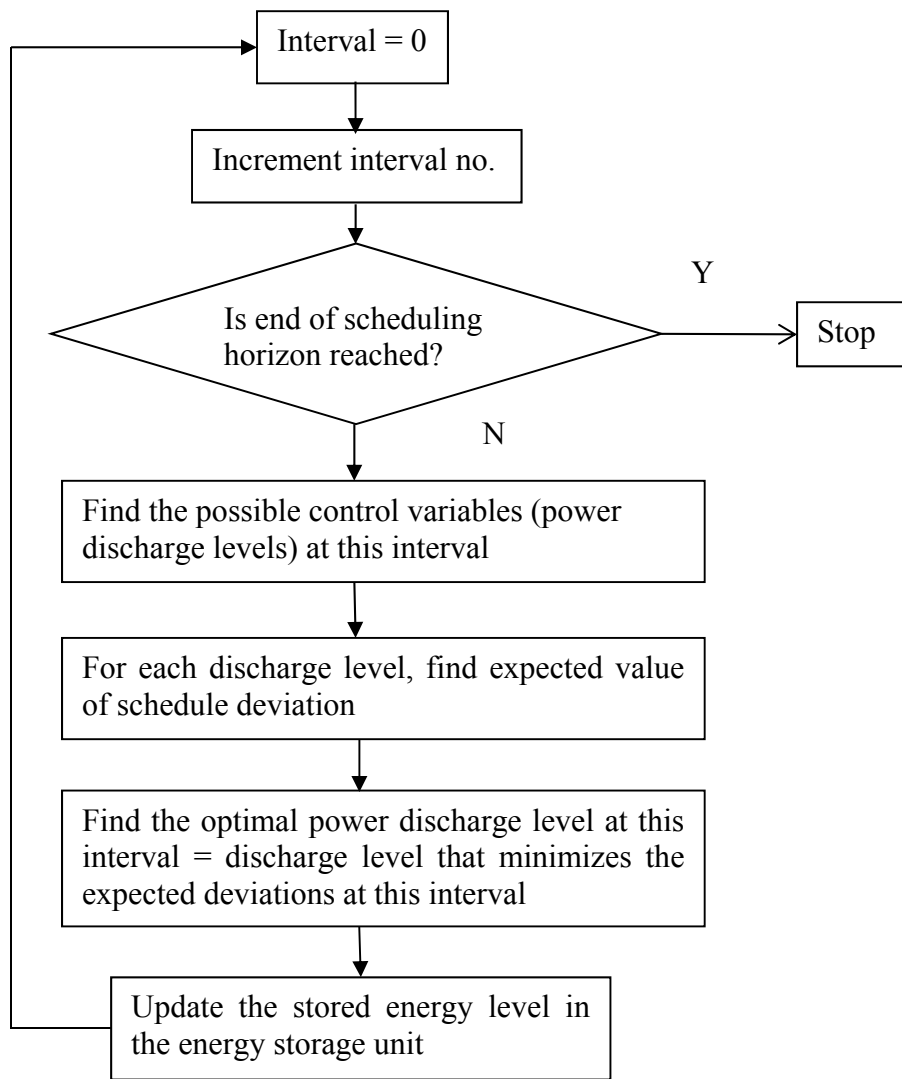 Interval = 0
Increment interval no.
Y
Is end of scheduling
horizon reached?
Stop
N
Find the possible control variables (power
discharge levels) at this interval
For each discharge level, find expected value
of schedule deviation
Find the optimal power discharge level at this
interval = discharge level that minimizes the
expected deviations at this interval
Update the stored energy level in
the energy storage unit